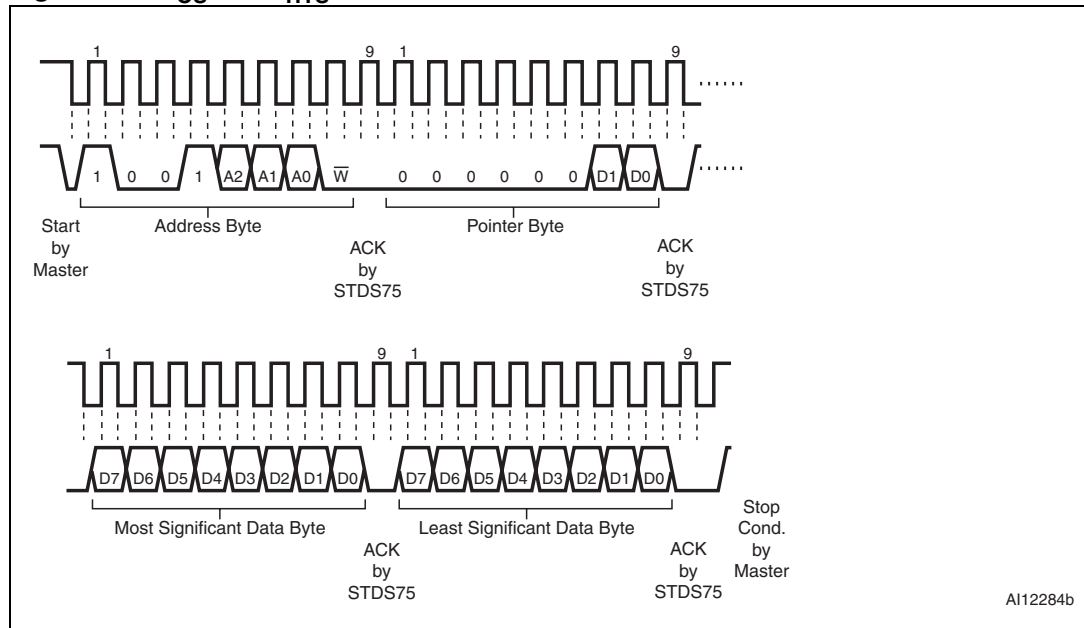 1 9 1 9
1 0 0 1 A2 A1 A0 W 0 0 0 0 0 0 D1 D0
Start
by
Master
Address Byte
ACK
by
STDS75
Pointer Byte
ACK
by
STDS75
1 9 1 9
D7 D6 D5 D4 D3 D2 D1 D0 D7 D6 D5 D4 D3 D2 D1 D0
Most Significant Data Byte
ACK
by
STDS75
Least Significant Data Byte
ACK
by
STDS75
Stop
Cond.
by
Master
AI12284b